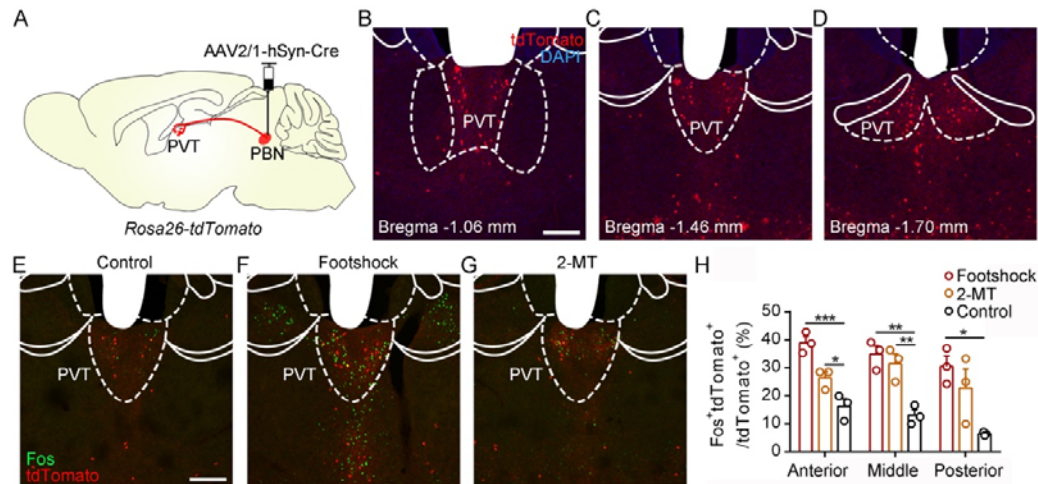 A
AAV2/1-hSyn-Cre
PVT
PBN
Rosa26-tdTomato
B
tdTomato
DAPI
PVT
Bregma -1.06 mm
C
PVT
Bregma -1.46 mm
D
PVT
Bregma -1.70 mm
E
Control
PVT
Fos
tdTomato
F
Footshock
PVT
G
2-MT
PVT
H
Footshock
2-MT
Control
Fos⁺tdTomato⁺
/tdTomato⁺ (%)
50
40
30
20
10
0
***
*
**
**
*
Anterior
Middle
Posterior